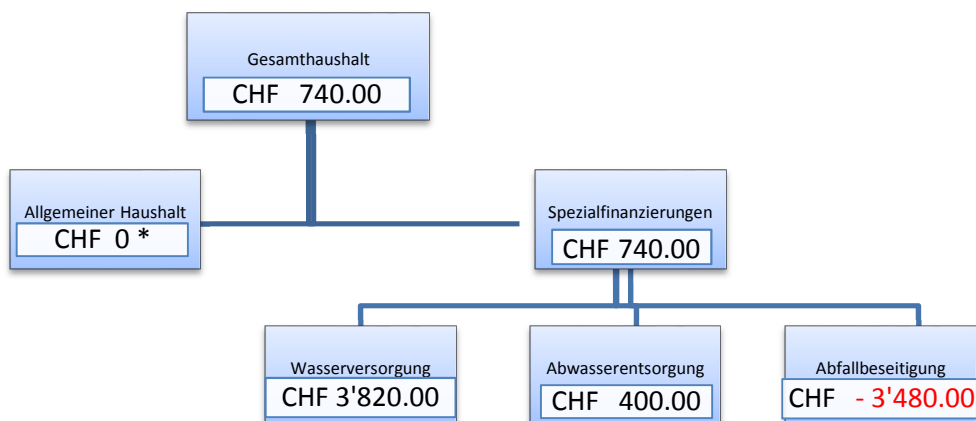 Gesamthaushalt
CHF 740.00
Allgemeiner Haushalt
CHF 0 *
Spezialfinanzierungen
CHF 740.00
Wasserversorgung
CHF 3'820.00
Abwasserentsorgung
CHF 400.00
Abfallbeseitigung
CHF - 3'480.00